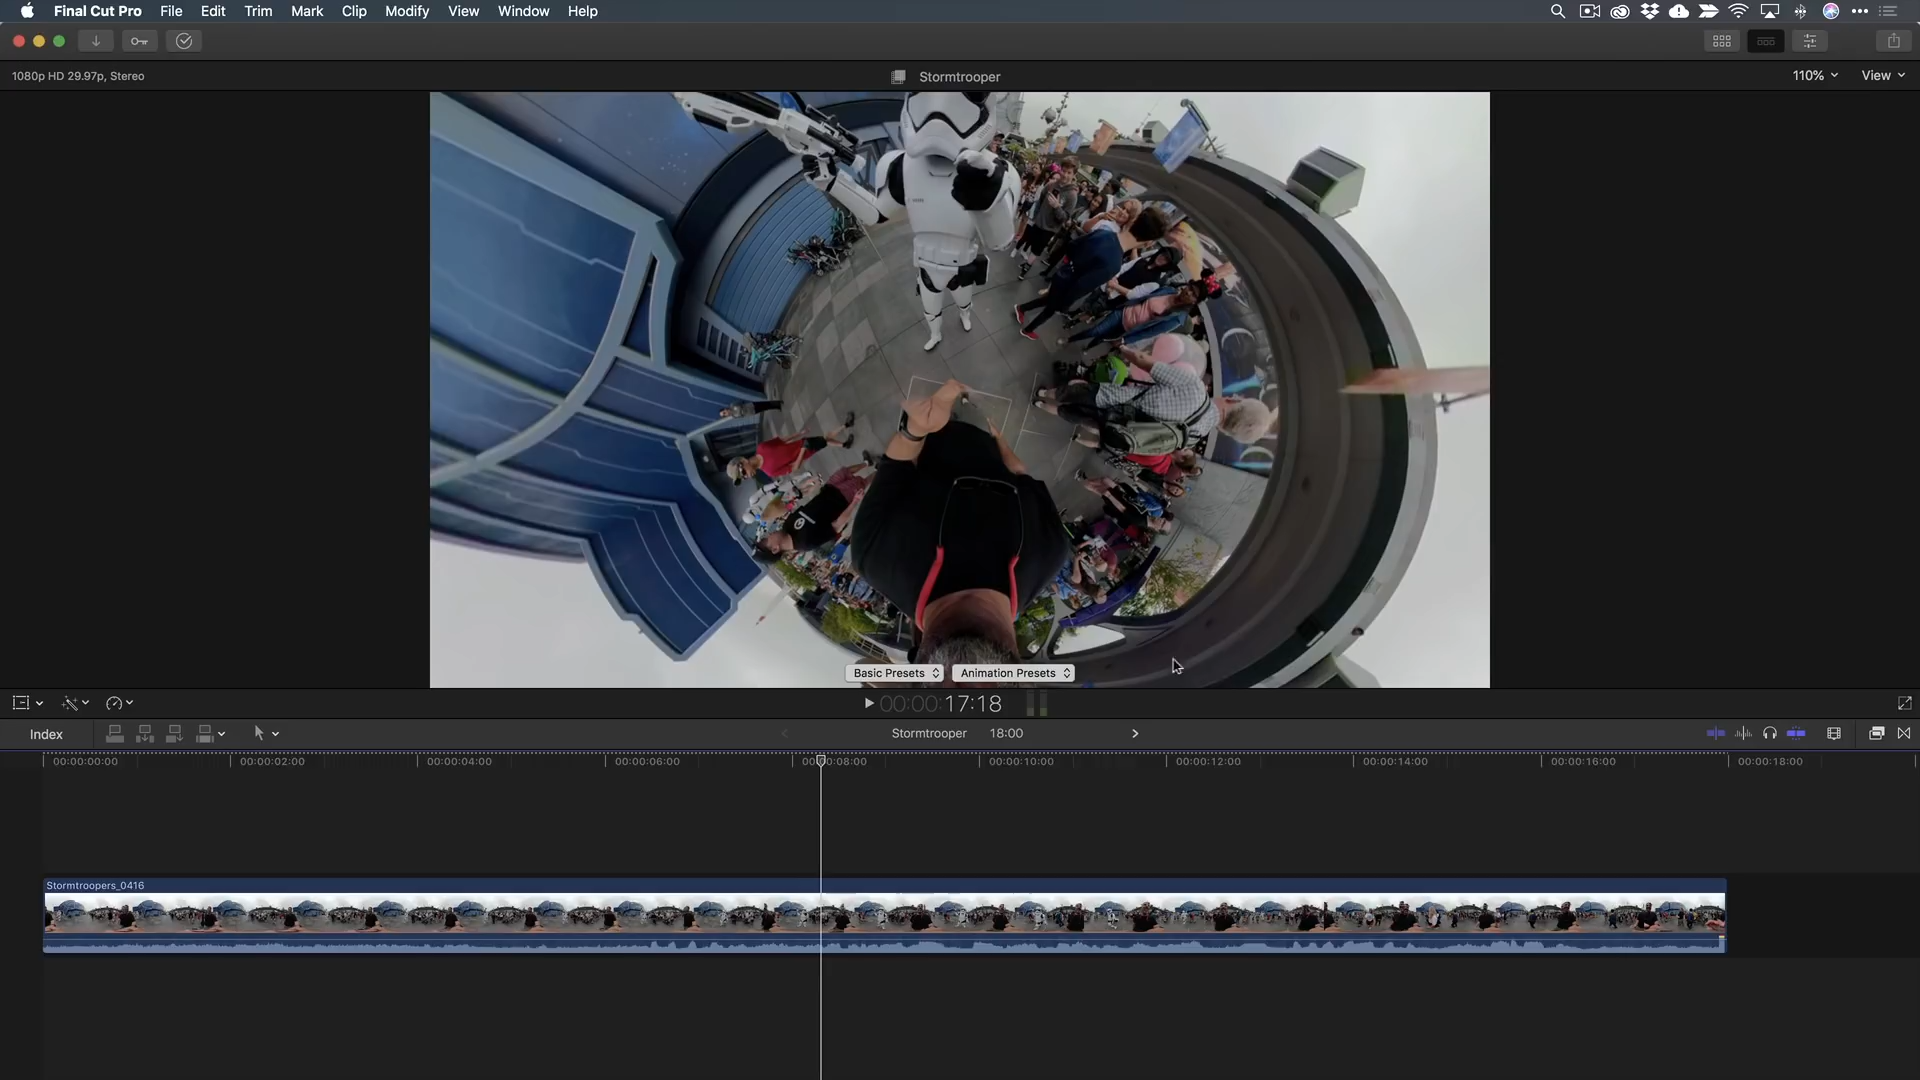 Final Cut Pro File Edit Trim Mark Clip Modify View Window Help
1080p HD 29.97p, Stereo Stormtrooper 110% View
Basic Presets Animation Presets
00:00:17:18
Index Stormtrooper 18:00
00:00:00:00 00:00:02:00 00:00:04:00 00:00:06:00 00:00:08:00 00:00:10:00 00:00:12:00 00:00:14:00 00:00:16:00 00:00:18:00
Stormtroopers_0416